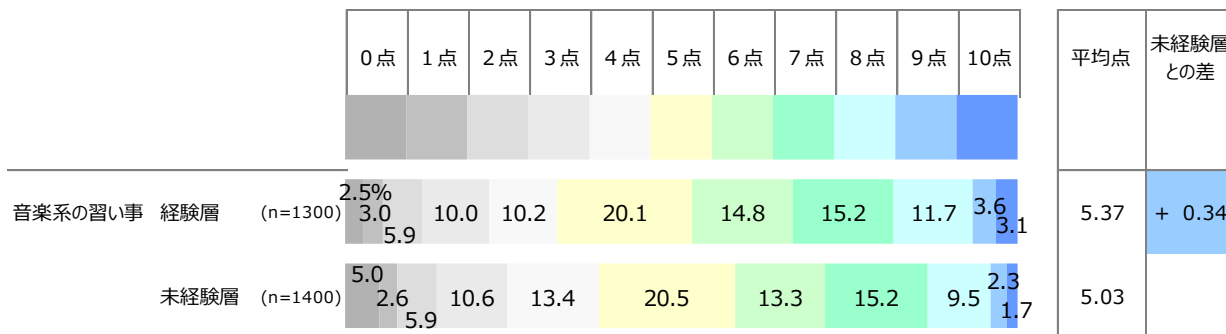 0点 1点 2点 3点 4点 5点 6点 7点 8点 9点 10点 平均点 未経験層
との差
音楽系の習い事 経験層 (n=1300) 2.5% 3.0 5.9 10.0 10.2 20.1 14.8 15.2 11.7 3.6 3.1 5.37 + 0.34
未経験層 (n=1400) 5.0 2.6 5.9 10.6 13.4 20.5 13.3 15.2 9.5 2.3 1.7 5.03